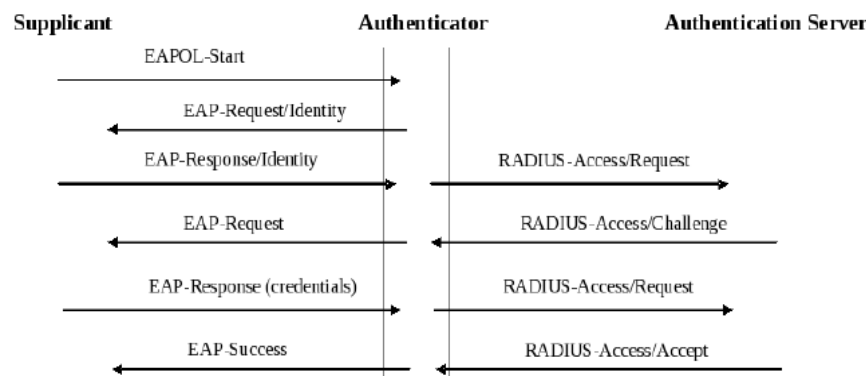 Supplicant Authenticator Authentication Server
EAPOL-Start
EAP-Request/Identity
EAP-Response/Identity RADIUS-Access/Request
EAP-Request RADIUS-Access/Challenge
EAP-Response (credentials) RADIUS-Access/Request
EAP-Success RADIUS-Access/Accept